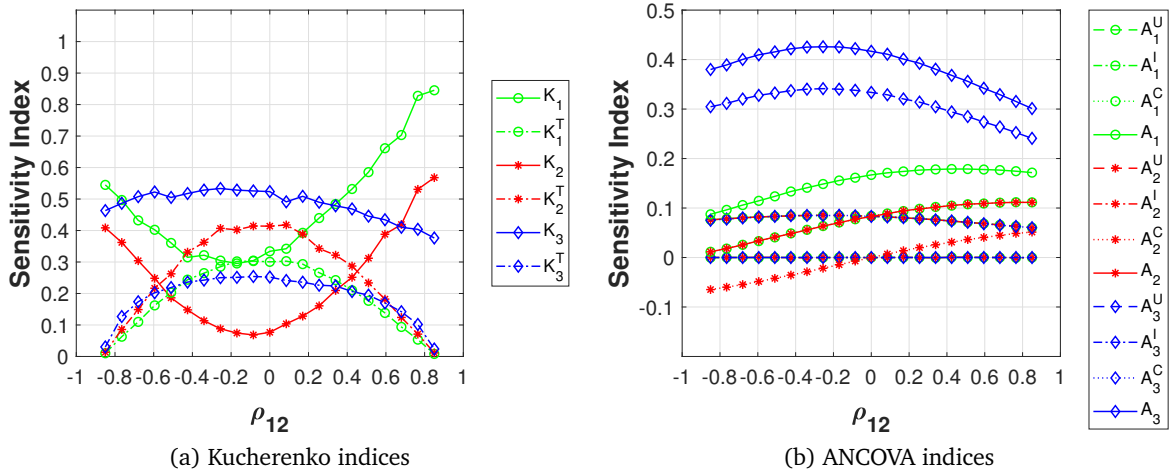 Sensitivity Index
1
0.9
0.8
0.7
0.6
0.5
0.4
0.3
0.2
0.1
0
-1 -0.8 -0.6 -0.4 -0.2 0 0.2 0.4 0.6 0.8 1
ρ12
K1
K1T
K2
K2T
K3
K3T
(a) Kucherenko indices
Sensitivity Index
0.5
0.4
0.3
0.2
0.1
0
-0.1
-1 -0.8 -0.6 -0.4 -0.2 0 0.2 0.4 0.6 0.8 1
ρ12
A1U
A1I
A1C
A1
A2U
A2I
A2C
A2
A3U
A3I
A3C
A3
(b) ANCOVA indices